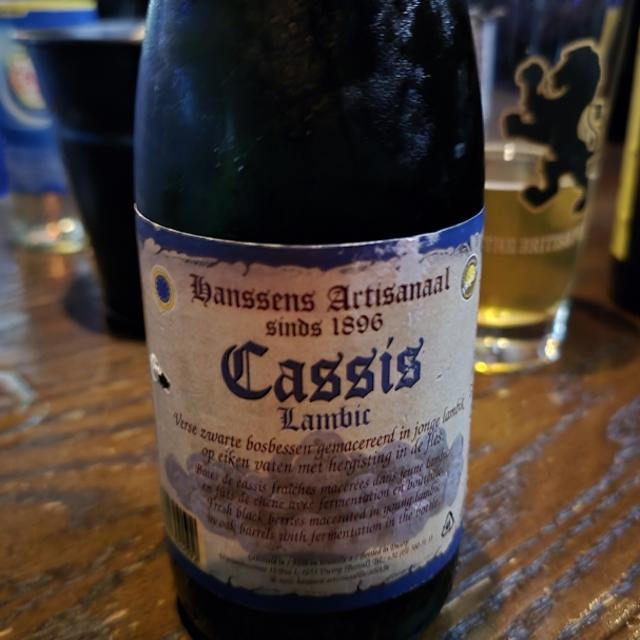 Hanssens Artisanaal
sinds 1896
Cassis
Lambic
Verse zwarte bosbessen gemacereerd in jonge lambik
op eiken vaten met hergisting in de fles
Baies de cassis fraîches macérées dans jeune lambic
en fûts de chêne avec fermentation en bouteille
fresh black berries macerated in young lambic
in oak barrels with fermentation in the bottle